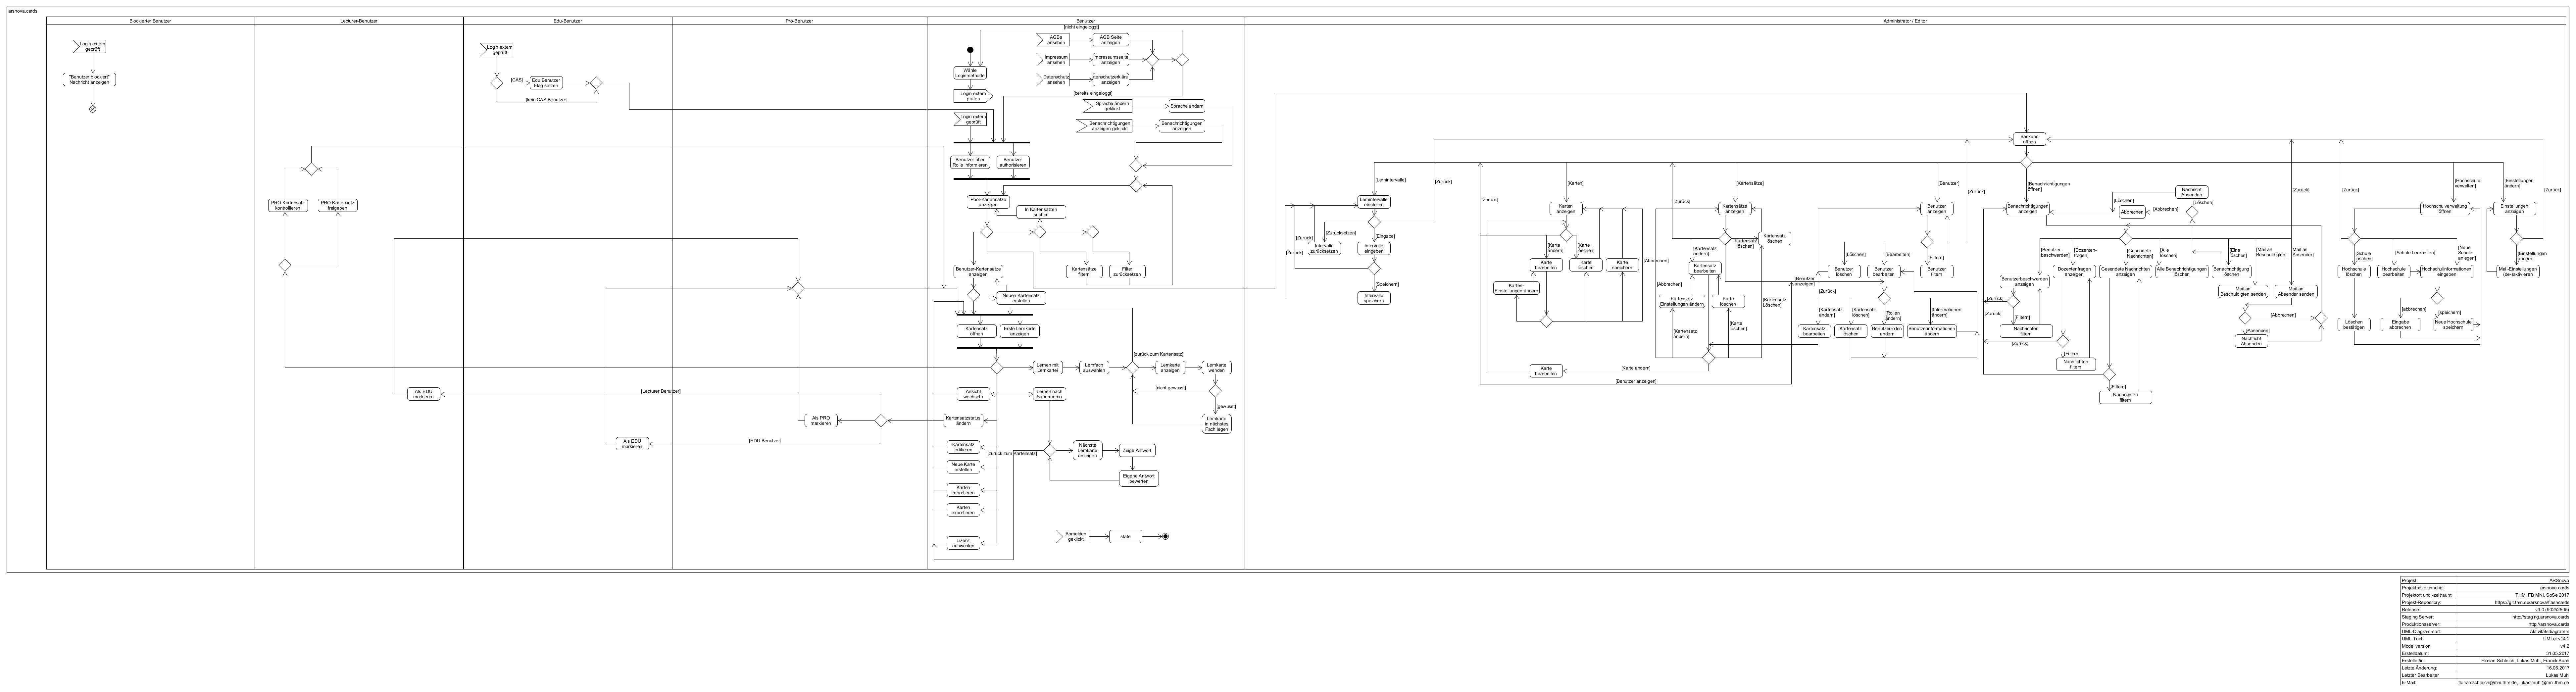 arsnova.cards
Blockierter Benutzer
Lecturer-Benutzer
Edu-Benutzer
Pro-Benutzer
Benutzer
Administrator / Editor
Login extern
geprüft
"Benutzer blockiert"
Nachricht anzeigen
PRO Kartensatz
kontrollieren
PRO Kartensatz
freigeben
Als EDU
markieren
[Lecturer Benutzer]
Login extern
geprüft
[CAS]
Edu Benutzer
Flag setzen
[kein CAS Benutzer]
Als EDU
markieren
[EDU Benutzer]
Als PRO
markieren
[nicht eingeloggt]
Wähle
Loginmethode
Login extern
prüfen
AGBs
ansehen
AGB Seite
anzeigen
Impressum
ansehen
Impressumsseite
anzeigen
Datenschutz
ansehen
anzeigen
[bereits eingeloggt]
Sprache ändern
geklickt
Sprache ändern
Login extern
geprüft
Benachrichtigungen
anzeigen geklickt
Benachrichtigungen
anzeigen
Benutzer über
Rolle informieren
Benutzer
authorisieren
Pool-Kartensätze
anzeigen
In Kartensätzen
suchen
Benutzer-Kartensätze
anzeigen
Kartensätze
filtern
Filter
zurücksetzen
Neuen Kartensatz
erstellen
Kartensatz
öffnen
Erste Lernkarte
anzeigen
[zurück zum Kartensatz]
Lernen mit
Lernkartei
Lernfach
auswählen
Lernkarte
anzeigen
Lernkarte
wenden
[nicht gewusst]
[gewusst]
Lernkarte
in nächstes
Fach legen
Ansicht
wechseln
Lernen nach
Supermemo
Kartensatzstatus
ändern
Kartensatz
editieren
[zurück zum Kartensatz]
Nächste
Lernkarte
anzeigen
Zeige Antwort
Eigene Antwort
bewerten
Neue Karte
erstellen
Karten
importieren
Karten
exportieren
Lizenz
auswählen
Abmelden
geklickt
state
Backend
öffnen
[Lernintervalle]
[Zurück]
Lernintervalle
einstellen
[Zurücksetzen]
[Eingabe]
[Zurück]
Intervalle
zurücksetzen
Intervalle
eingeben
[Zurück]
[Speichern]
Intervalle
speichern
[Karten]
[Zurück]
Karten
anzeigen
[Karte
ändern]
[Karte
löschen]
Karte
bearbeiten
Karte
löschen
Karte
speichern
[Abbrechen]
Karten-
Einstellungen ändern
Karte
bearbeiten
[Karte ändern]
[Benutzer anzeigen]
[Kartensätze]
[Zurück]
Kartensätze
anzeigen
Kartensatz
löschen
[Kartensatz
löschen]
[Kartensatz
ändern]
Kartensatz
bearbeiten
[Abbrechen]
Kartensatz
Einstellungen ändern
Karte
löschen
[Kartensatz
Löschen]
[Kartensatz
ändern]
[Karte
löschen]
[Benutzer
anzeigen]
[Benutzer]
[Zurück]
Benutzer
anzeigen
[Löschen]
[Bearbeiten]
[Filtern]
Benutzer
löschen
Benutzer
bearbeiten
Benutzer
filtern
[Zurück]
[Kartensatz
ändern]
[Kartensatz
löschen]
[Rollen
ändern]
[Informationen
ändern]
Kartensatz
bearbeiten
Kartensatz
löschen
Benutzerrollen
ändern
Benutzerinformationen
ändern
[Benachrichtigungen
öffnen]
Benachrichtigungen
anzeigen
Nachricht
Absenden
[Löschen]
Abbrechen
[Abbrechen]
[Löschen]
[Benutzer-
beschwerden]
[Dozenten-
fragen]
[Gesendete
Nachrichten]
[Alle
löschen]
[Eine
löschen]
[Mail an
Beschuldigten]
[Zurück]
Mail an
Absender]
Benutzerbeschwerden
anzeigen
Dozentenfragen
anzeigen
Gesendete Nachrichten
anzeigen
Alle Benachrichtigungen
löschen
Benachrichtigung
löschen
Mail an
Beschuldigten senden
Mail an
Absender senden
[Zurück]
[Filtern]
[Zurück]
Nachrichten
filtern
[Zurück]
[Filtern]
Nachrichten
filtern
[Filtern]
Nachrichten
filtern
[Abbrechen]
[Absenden]
Nachricht
Absenden
[Zurück]
[Hochschule
verwalten]
Hochschulverwaltung
öffnen
[Schule
löschen]
[Schule bearbeiten]
[Neue
Schule
anlegen]
Hochschule
löschen
Hochschule
bearbeiten
Hochschulinformationen
eingeben
[abbrechen]
[speichern]
Löschen
bestätigen
Eingabe
abbrechen
Neue Hochschule
speichern
[Einstellungen
ändern]
[Zurück]
Einstellungen
anzeigen
[Einstellungen
ändern]
Mail-Einstellungen
(de-)aktivieren
Projekt: ARSnova
Projektbezeichnung: arsnova.cards
Projektort und -zeitraum: THM, FB MNI, SoSe 2017
Projekt-Repository: https://git.thm.de/arsnova/flashcards
Staging Server: http://staging.arsnova.cards
Produktionsserver: http://arsnova.cards
UML-Diagrammart: Aktivitätsdiagramm
UML-Tool: UMLet v14.2
Modellversion: v4.2
Erstelldatum: 31.05.2017
ErstellerIn: Florian Schleich, Lukas Muhl, Franck Saah
Letzte Änderung: 16.06.2017
Letzter Bearbeiter Lukas Muhl
E-Mail: florian.schleich@mni.thm.de, lukas.muhl@mni.thm.de